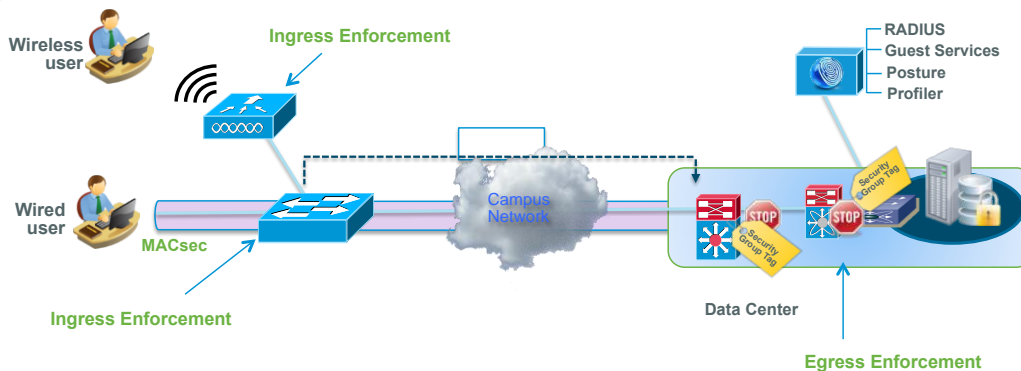 Wireless
user
Ingress Enforcement
RADIUS
Guest Services
Posture
Profiler
Wired
user
MACsec
Campus
Network
STOP
Security
Group Tag
STOP
Security
Group Tag
Ingress Enforcement
Data Center
Egress Enforcement